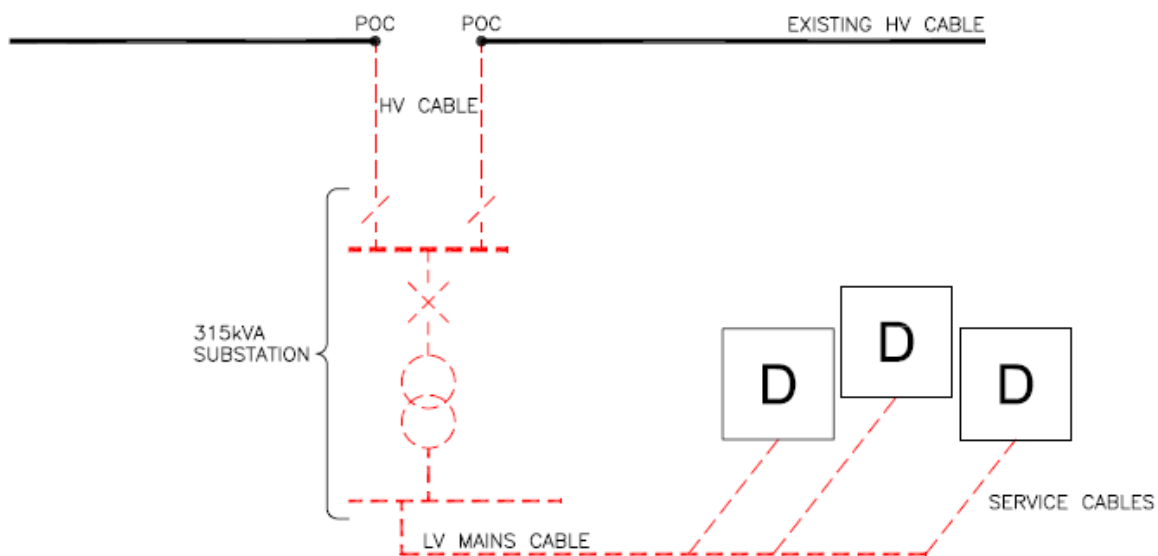 POC
POC
EXISTING HV CABLE
HV CABLE
315kVA
SUBSTATION
D
D
D
SERVICE CABLES
LV MAINS CABLE